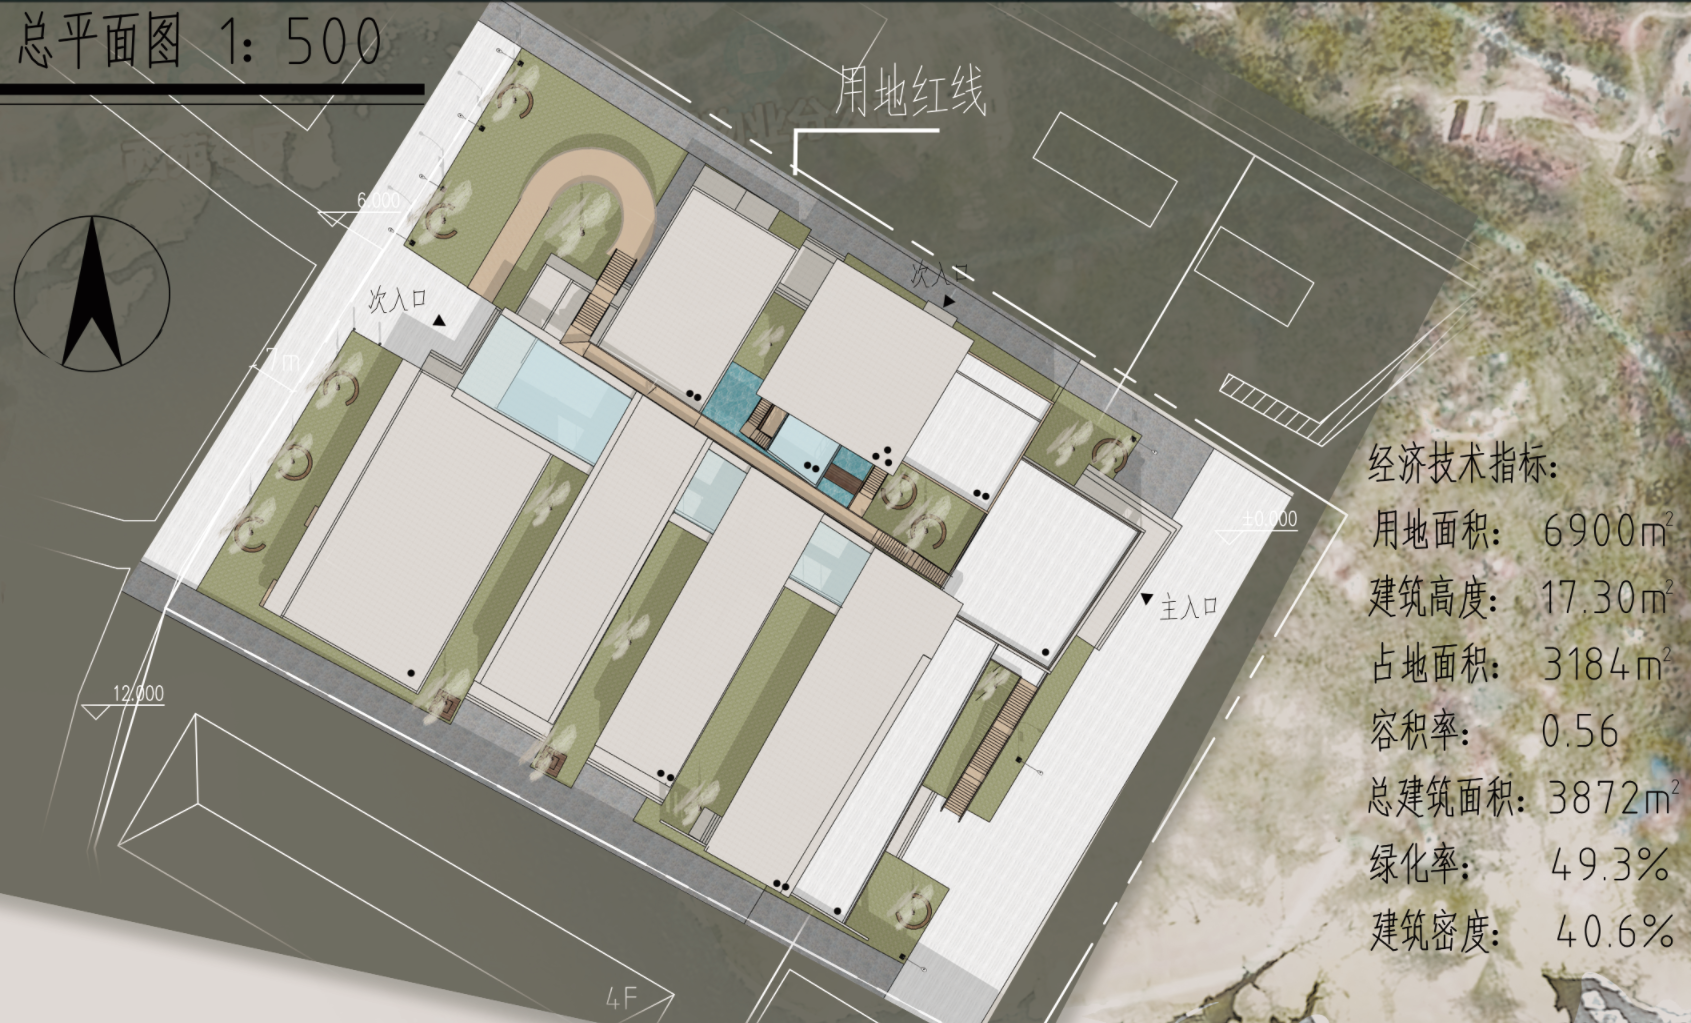 总平面图 1: 500
用地红线
6.000
次入口
次入口
7m
±0.000
主入口
12.000
4F
经济技术指标:
用地面积: 6900m²
建筑高度: 17.30m²
占地面积: 3184m²
容积率: 0.56
总建筑面积: 3872m²
绿化率: 49.3%
建筑密度: 40.6%